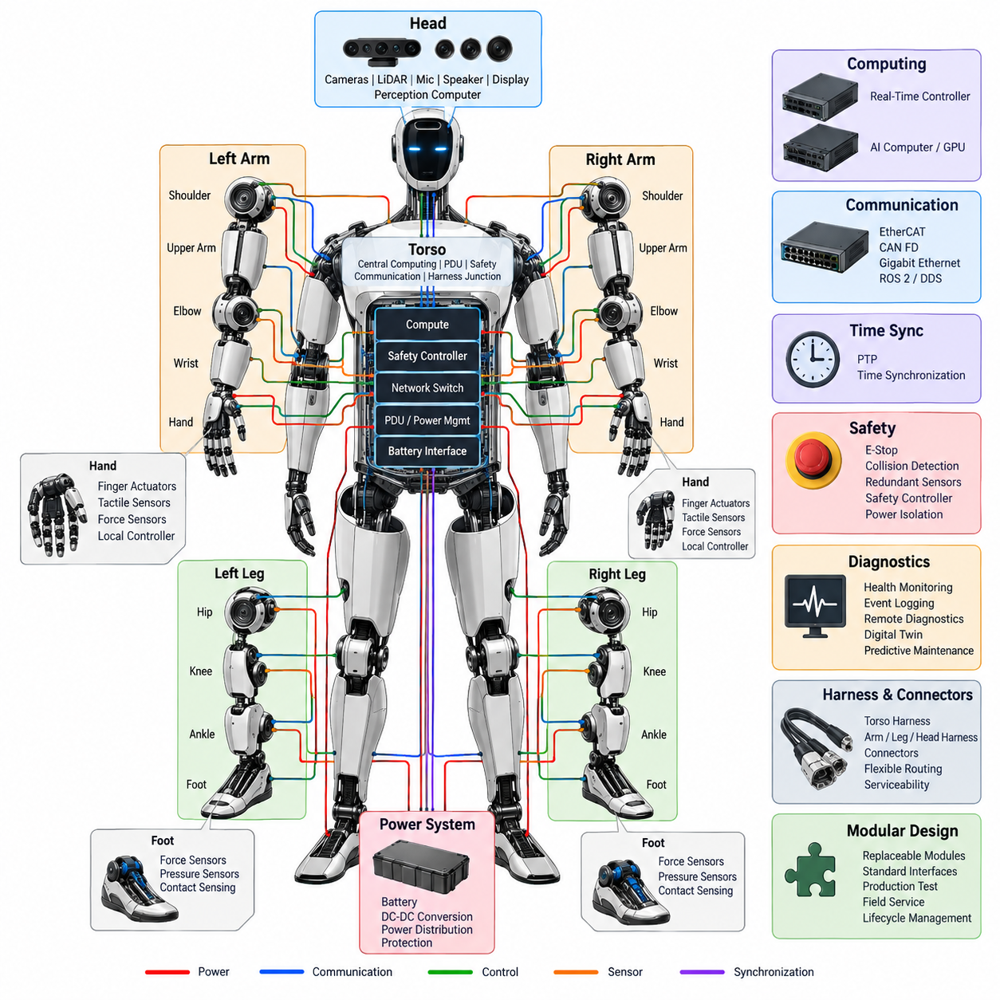 Head
Cameras | LiDAR | Mic | Speaker | Display
Perception Computer
Left Arm
Shoulder
Upper Arm
Elbow
Wrist
Hand
Right Arm
Shoulder
Upper Arm
Elbow
Wrist
Hand
Torso
Central Computing | PDU | Safety
Communication | Harness Junction
Compute
Safety Controller
Network Switch
PDU / Power Mgmt
Battery Interface
Hand
Finger Actuators
Tactile Sensors
Force Sensors
Local Controller
Hand
Finger Actuators
Tactile Sensors
Force Sensors
Local Controller
Left Leg
Hip
Knee
Ankle
Foot
Right Leg
Hip
Knee
Ankle
Foot
Foot
Force Sensors
Pressure Sensors
Contact Sensing
Power System
Battery
DC-DC Conversion
Power Distribution
Protection
Foot
Force Sensors
Pressure Sensors
Contact Sensing
Computing
Real-Time Controller
AI Computer / GPU
Communication
EtherCAT
CAN FD
Gigabit Ethernet
ROS 2 / DDS
Time Sync
PTP
Time Synchronization
Safety
E-Stop
Collision Detection
Redundant Sensors
Safety Controller
Power Isolation
Diagnostics
Health Monitoring
Event Logging
Remote Diagnostics
Digital Twin
Predictive Maintenance
Harness & Connectors
Torso Harness
Arm / Leg / Head Harness
Connectors
Flexible Routing
Serviceability
Modular Design
Replaceable Modules
Standard Interfaces
Production Test
Field Service
Lifecycle Management
Power
Communication
Control
Sensor
Synchronization